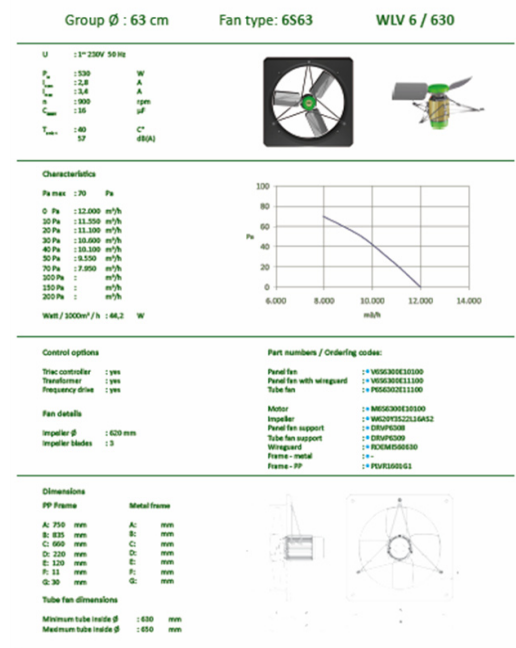 Group Ø : 63 cm Fan type: 6S63 WLV 6 / 630
U : 1~ 230V 50 Hz
P : 530 W
I : 2,8 A
I : 3,4 A
n : 900 rpm
C : 16 µF
T : 40 C°
57 dB(A)
Characteristics
Pa max : 70 Pa
0 Pa : 12.000 m³/h
10 Pa : 11.550 m³/h
20 Pa : 11.100 m³/h
30 Pa : 10.600 m³/h
40 Pa : 10.100 m³/h
50 Pa : 9.550 m³/h
70 Pa : 7.950 m³/h
100 Pa : m³/h
150 Pa : m³/h
200 Pa : m³/h
Watt / 1000m³ / h : 44,2 W
100
80
60
Pa
40
20
0
6.000 8.000 10.000 12.000 14.000
m3/h
Control options
Triac controller : yes
Transformer : yes
Frequency drive : yes
Fan details
Impeller Ø : 620 mm
Impeller blades : 3
Part numbers / Ordering codes:
Panel fan : V6S6300E10100
Panel fan with wireguard : V6S6300E11100
Tube fan : P6S6302E11100
Motor : M6S6300E10100
Impeller : W620Y3S22L16AS2
Panel fan support : DRVP6308
Tube fan support : DRVP6309
Wireguard : ROEMI560630
Frame - metal : -
Frame - PP : PLVR1601G1
Dimensions
PP Frame Metal frame
A: 750 mm A: mm
B: 835 mm B: mm
C: 660 mm C: mm
D: 220 mm D: mm
E: 120 mm E: mm
F: 11 mm F: mm
G: 30 mm G: mm
Tube fan dimensions
Minimum tube inside Ø : 630 mm
Maximum tube inside Ø : 650 mm